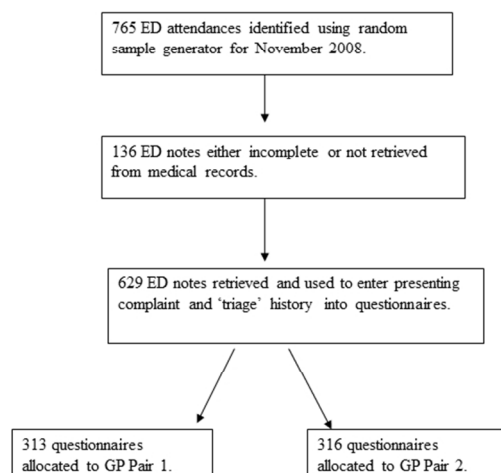 765 ED attendances identified using random
sample generator for November 2008.
136 ED notes either incomplete or not retrieved
from medical records.
629 ED notes retrieved and used to enter presenting
complaint and ‘triage’ history into questionnaires.
313 questionnaires
allocated to GP Pair 1.
316 questionnaires
allocated to GP Pair 2.